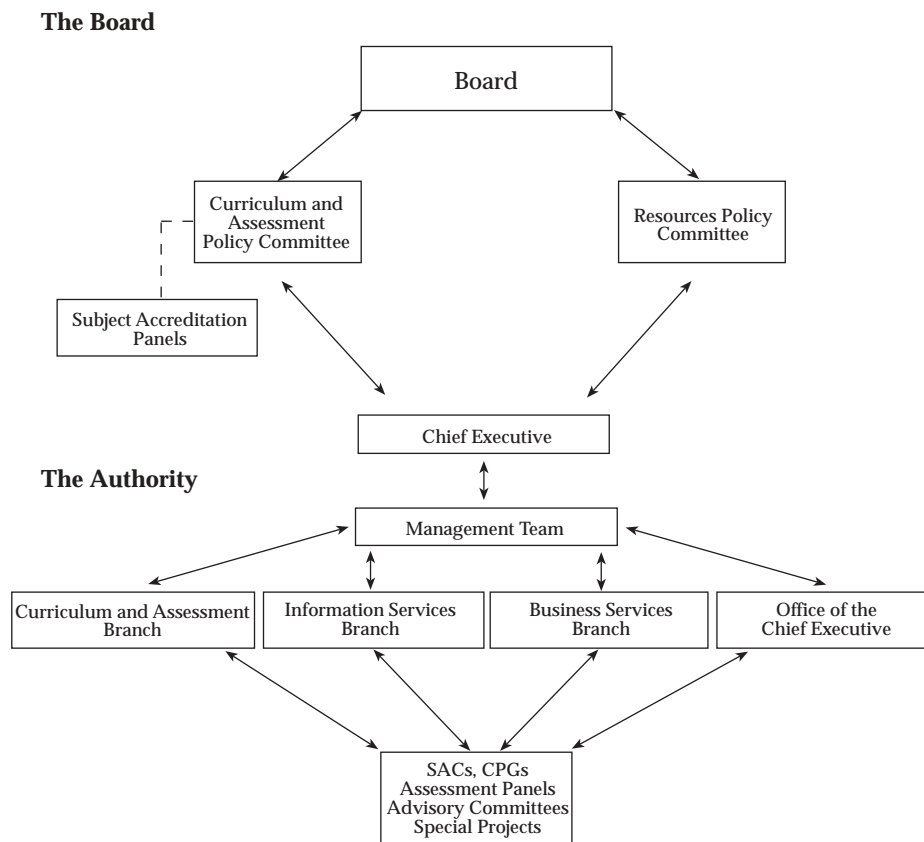 The Board
Board
Curriculum and
Assessment
Policy Committee
Resources Policy
Committee
Subject Accreditation
Panels
Chief Executive
The Authority
Management Team
Curriculum and Assessment
Branch
Information Services
Branch
Business Services
Branch
Office of the
Chief Executive
SACs, CPGs
Assessment Panels
Advisory Committees
Special Projects